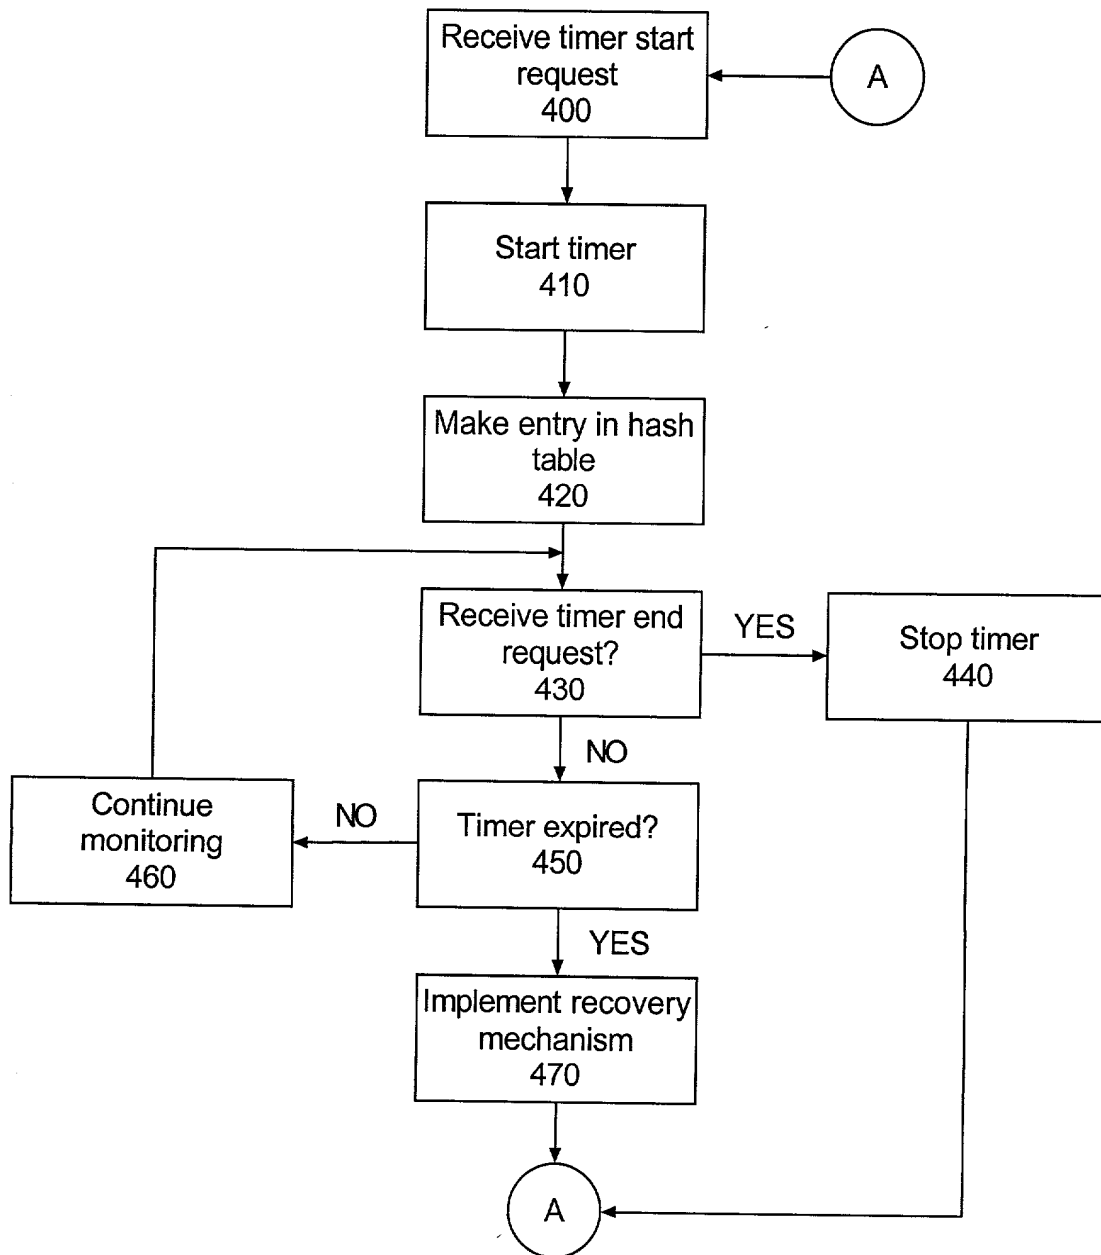 Receive timer start
request
400
A
Start timer
410
Make entry in hash
table
420
Receive timer end
request?
430
YES
Stop timer
440
NO
Continue
monitoring
460
NO
Timer expired?
450
YES
Implement recovery
mechanism
470
A